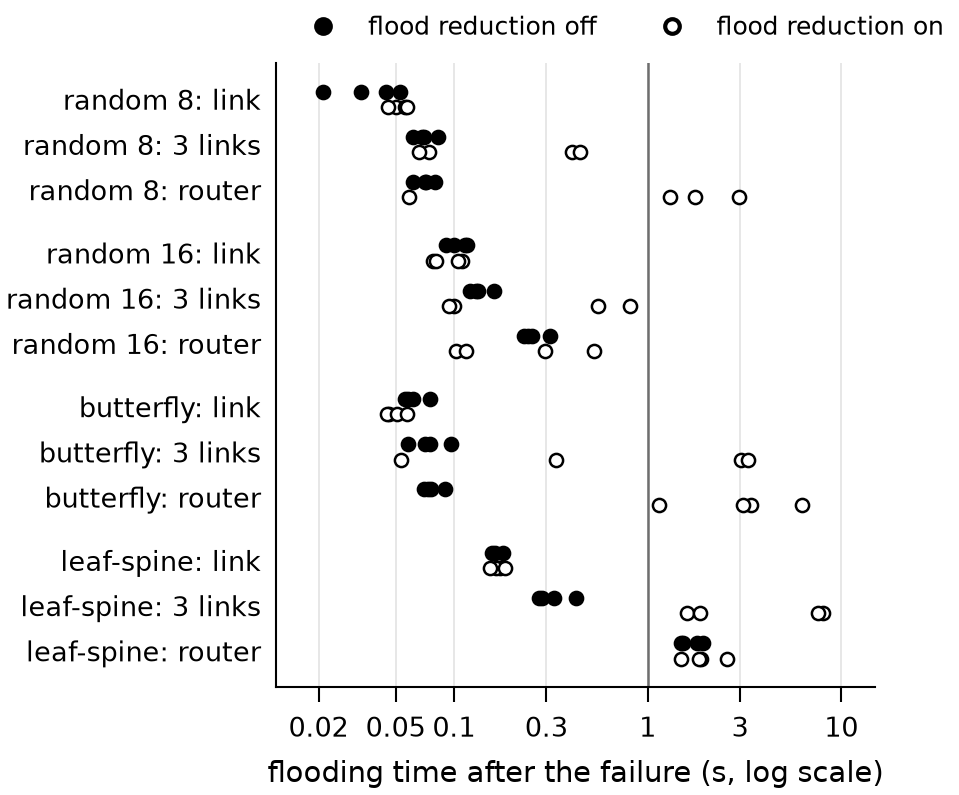 flood reduction off flood reduction on
random 8: link
random 8: 3 links
random 8: router
random 16: link
random 16: 3 links
random 16: router
butterfly: link
butterfly: 3 links
butterfly: router
leaf-spine: link
leaf-spine: 3 links
leaf-spine: router
0.02 0.05 0.1 0.3 1 3 10
flooding time after the failure (s, log scale)